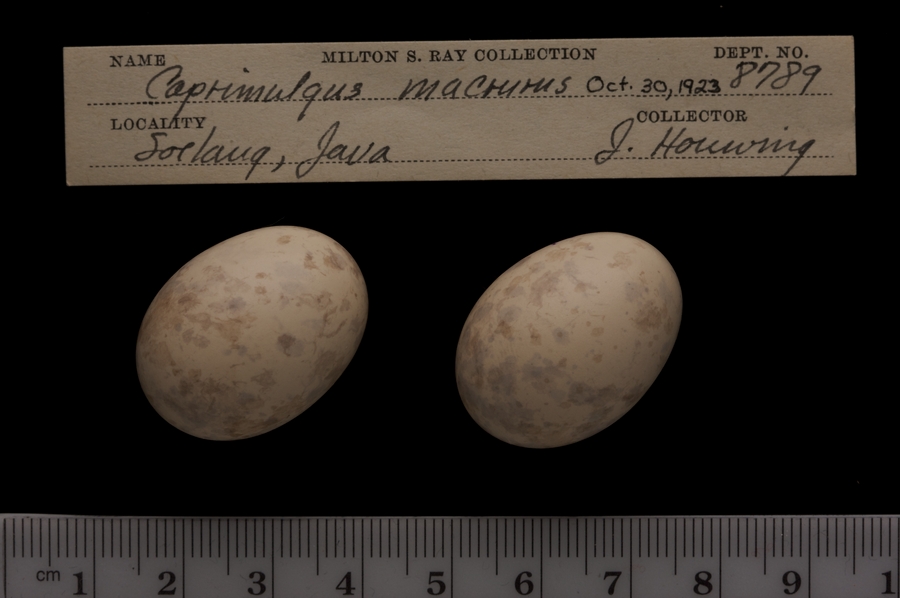 NAME MILTON S. RAY COLLECTION DEPT. NO.
Caprimulgus macrurus Oct. 30, 1923 8789
LOCALITY COLLECTOR
Soelang, Java J. Houwing
cm 1 2 3 4 5 6 7 8 9 1